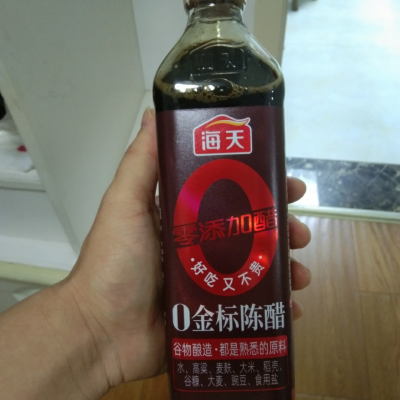 海天
零添加醋
好吃又不贵
0金标陈醋
谷物酿造·都是熟悉的原料
水、高粱、麦麸、大米、稻壳、
谷糠、大麦、豌豆、食用盐